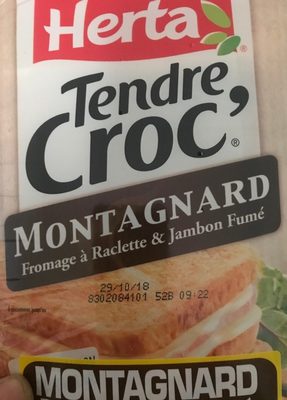 Herta
Tendre
Croc'®
MONTAGNARD
Fromage à Raclette & Jambon Fumé
29/10/18
8302084101 52B 09:22
MONTAGNARD